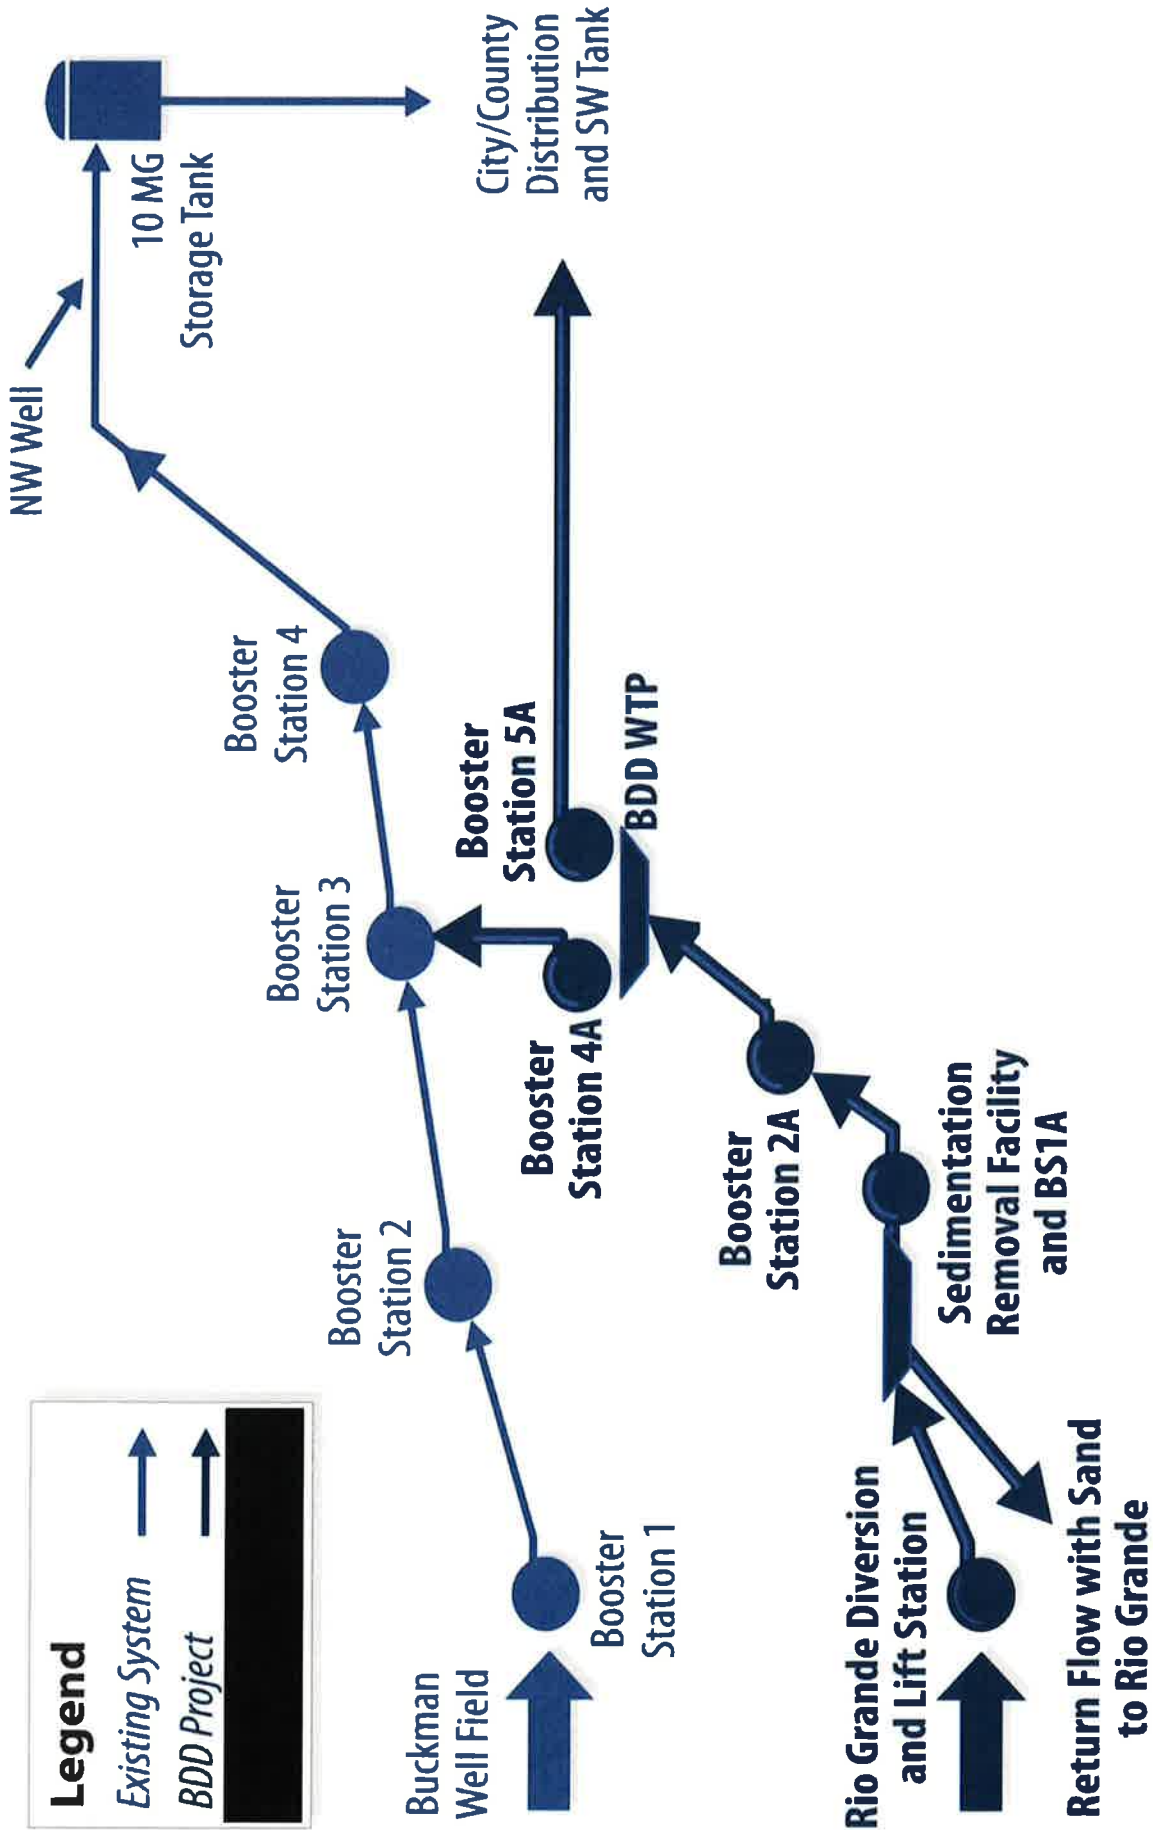 Legend
Existing System
BDD Project
Buckman
Well Field
Booster
Station 1
Booster
Station 2
Booster
Station 3
Booster
Station 4
NW Well
10 MG
Storage Tank
City/County
Distribution
and SW Tank
Rio Grande Diversion
and Lift Station
Return Flow with Sand
to Rio Grande
Sedimentation
Removal Facility
and BS1A
Booster
Station 2A
Booster
Station 4A
Booster
Station 5A
BDD WTP